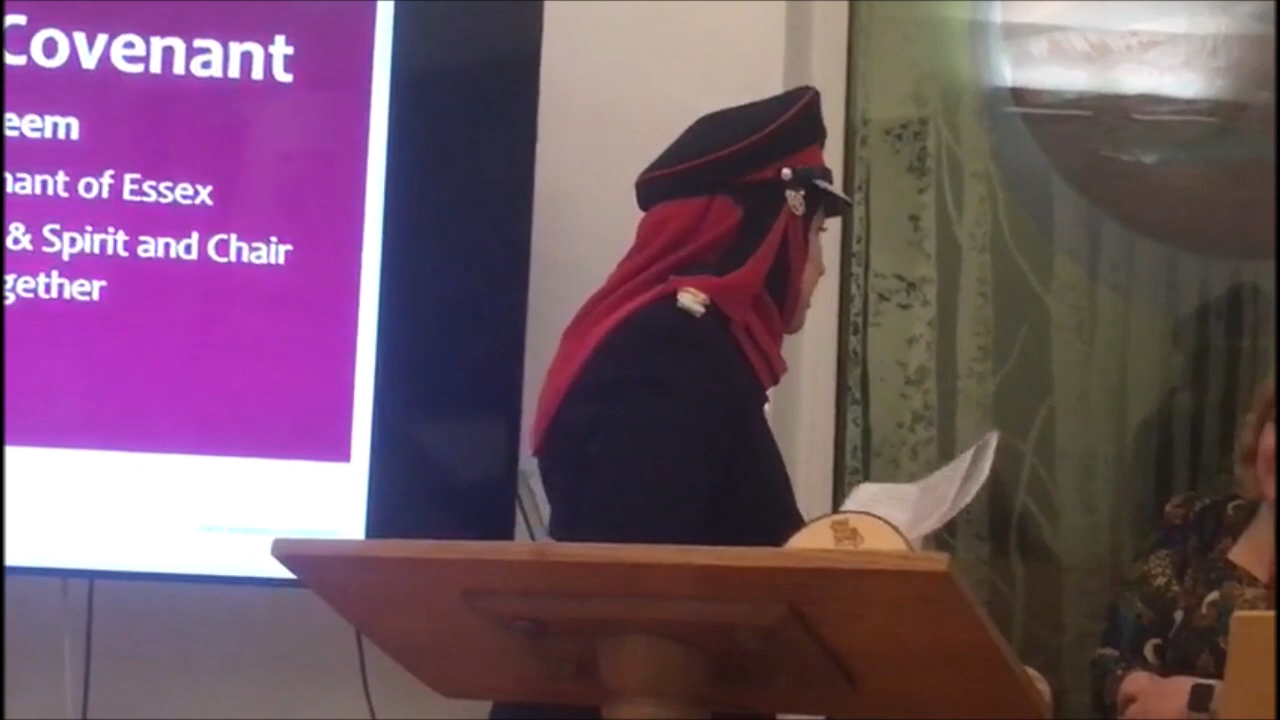 Covenant
eem
nant of Essex
& Spirit and Chair
gether